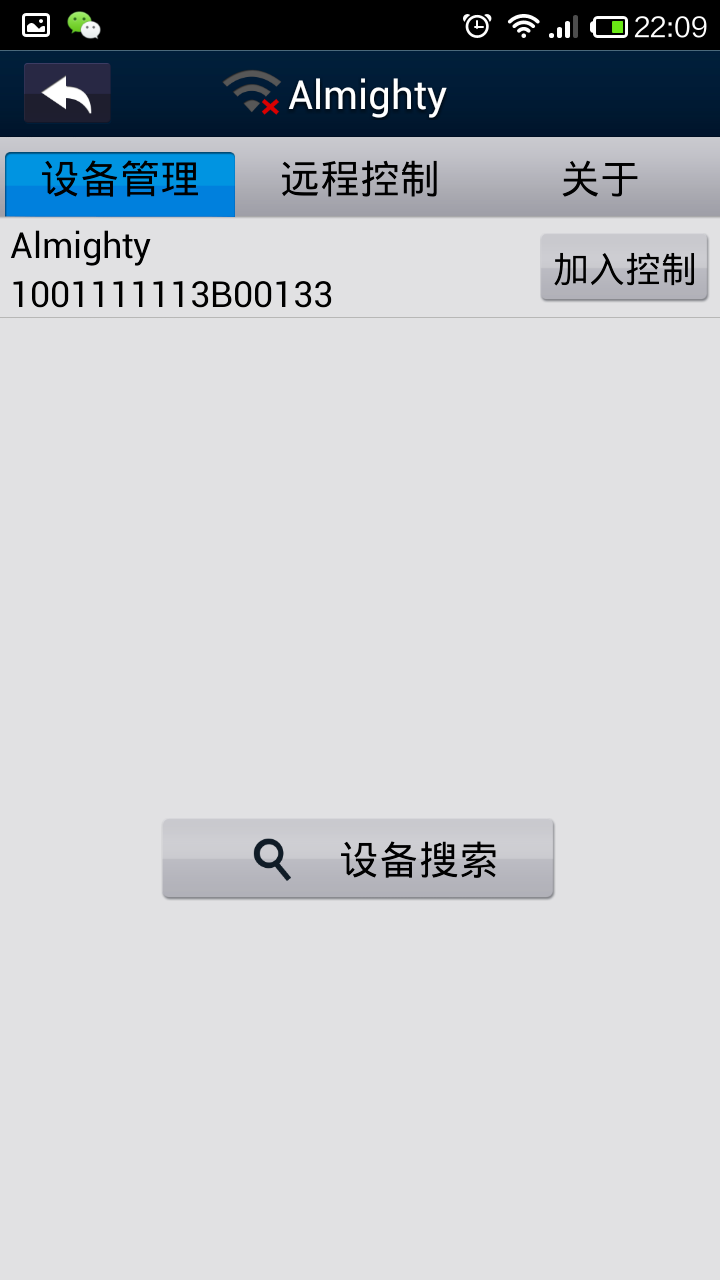 22:09
Almighty
设备管理 远程控制 关于
Almighty
1001111113B00133
加入控制
设备搜索